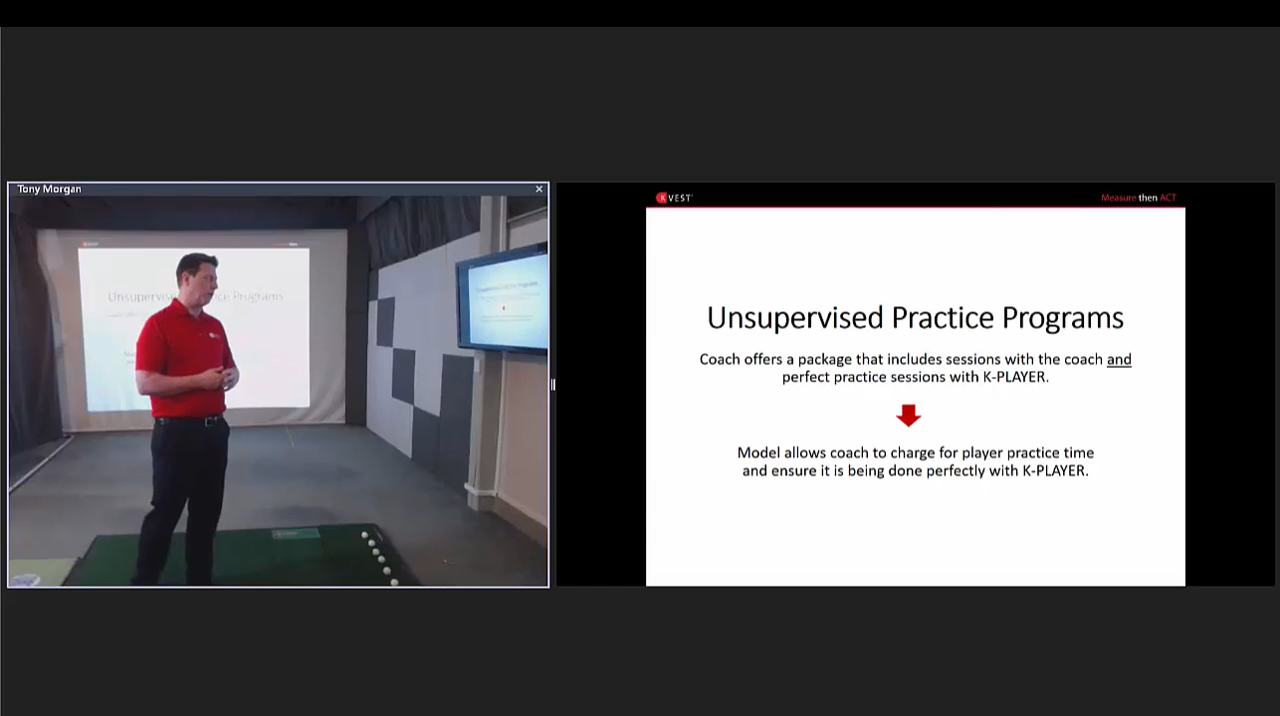 Tony Morgan
K VEST
Measure then ACT
Unsupervised Practice Programs
Coach offers a package that includes sessions with the coach and
perfect practice sessions with K-PLAYER.
Model allows coach to charge for player practice time
and ensure it is being done perfectly with K-PLAYER.